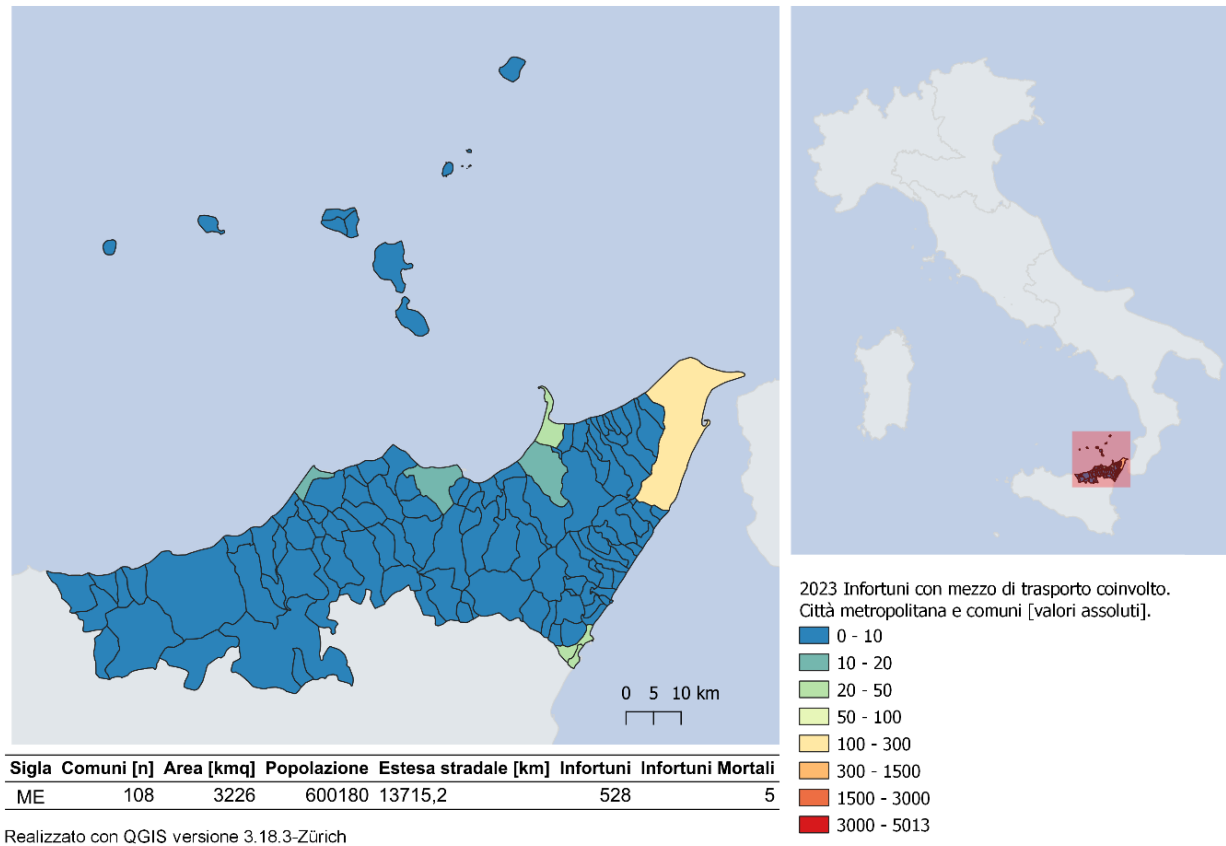 0 5 10 km
2023 Infortuni con mezzo di trasporto coinvolto.
Città metropolitana e comuni [valori assoluti].
0 - 10
10 - 20
20 - 50
50 - 100
100 - 300
300 - 1500
1500 - 3000
3000 - 5013
Sigla Comuni [n] Area [kmq] Popolazione Estesa stradale [km] Infortuni Infortuni Mortali
ME 108 3226 600180 13715,2 528 5
Realizzato con QGIS versione 3.18.3-Zürich